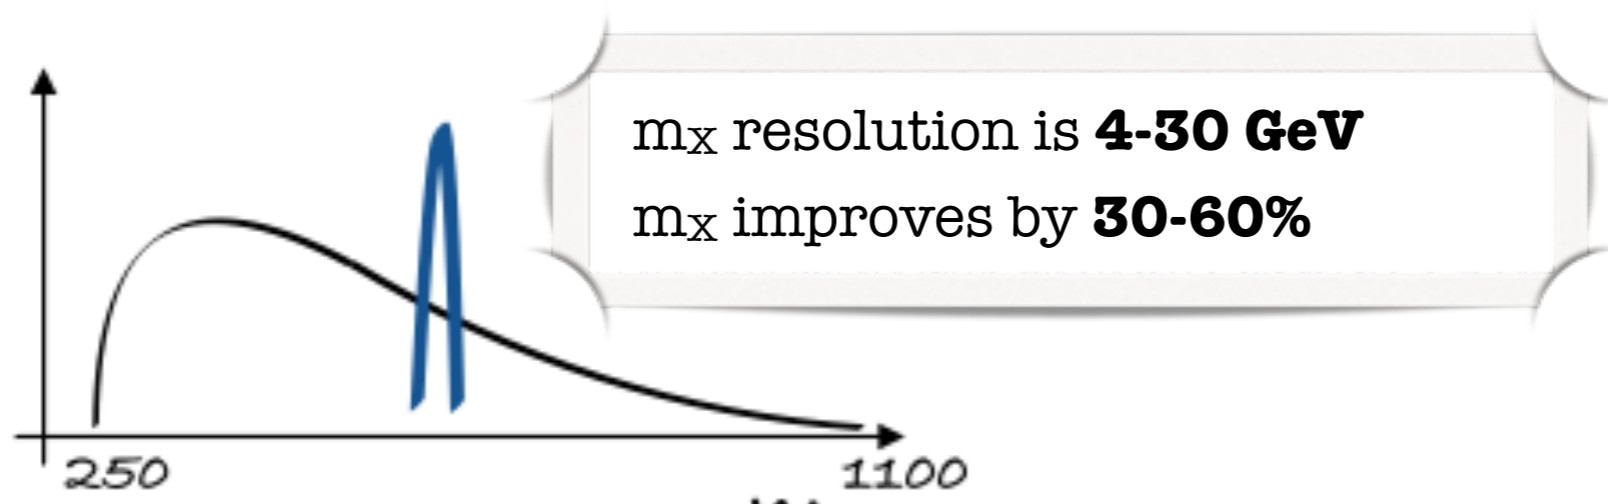 mX resolution is 4-30 GeV
mX improves by 30-60%
250
1100